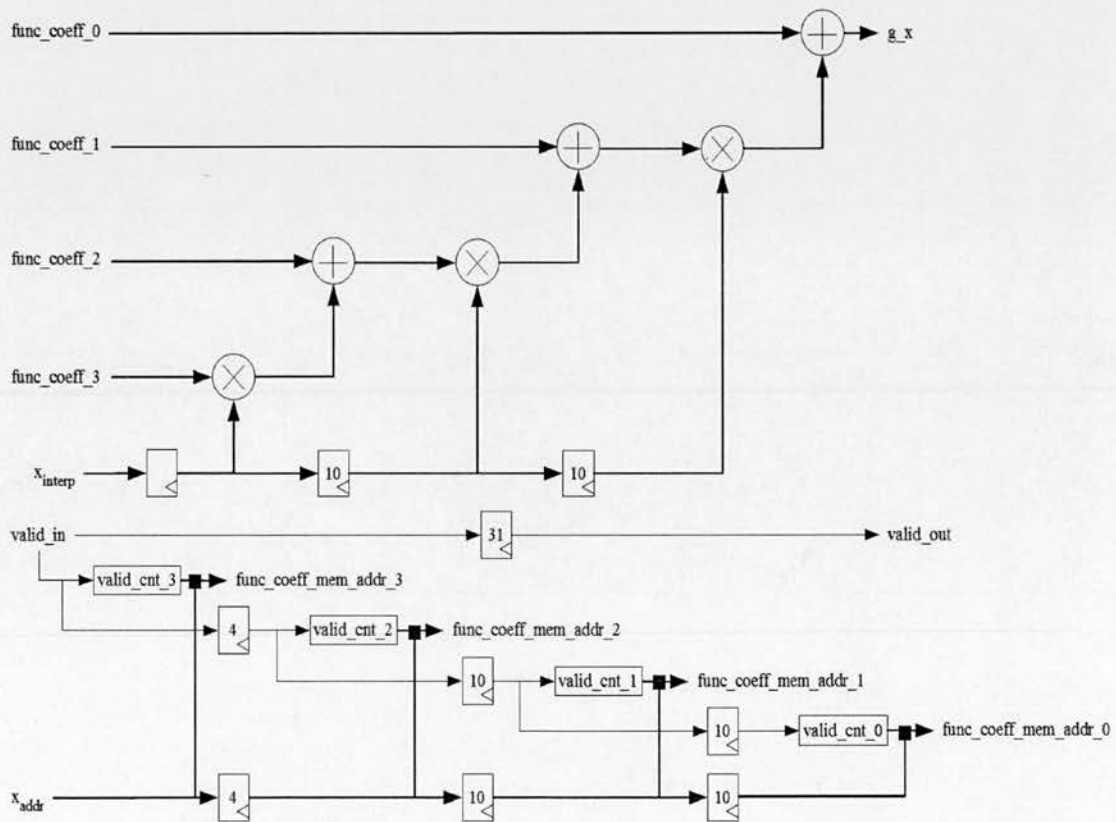 func_coeff_0
g_x
func_coeff_1
func_coeff_2
func_coeff_3
x_interp
10
10
valid_in
31
valid_out
valid_cnt_3
func_coeff_mem_addr_3
4
valid_cnt_2
func_coeff_mem_addr_2
10
valid_cnt_1
func_coeff_mem_addr_1
10
valid_cnt_0
func_coeff_mem_addr_0
x_addr
4
10
10